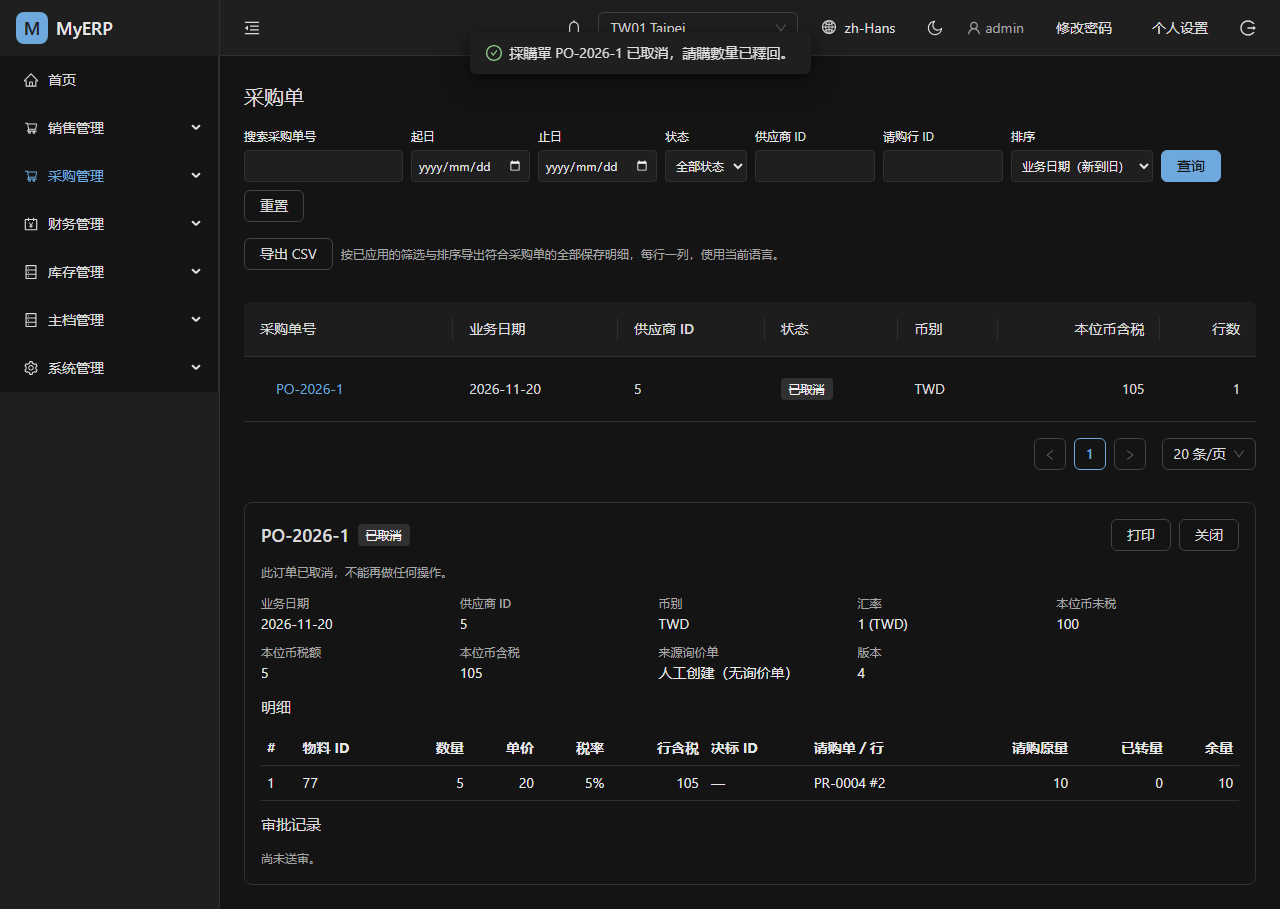 M MyERP
TW01 Taipei
zh-Hans
admin
修改密码
个人设置
採購單 PO-2026-1 已取消，請購數量已釋回。
首页
销售管理
采购管理
财务管理
库存管理
主档管理
系统管理
采购单
搜索采购单号 起日 止日 状态 供应商 ID 请购行 ID 排序
yyyy/mm/dd yyyy/mm/dd 全部状态 业务日期（新到旧） 查询
重置
导出 CSV 按已应用的筛选与排序导出符合采购单的全部保存明细，每行一列，使用当前语言。
采购单号 业务日期 供应商 ID 状态 币别 本位币含税 行数
PO-2026-1 2026-11-20 5 已取消 TWD 105 1
< 1 > 20 条/页
PO-2026-1 已取消 打印 关闭
此订单已取消，不能再做任何操作。
业务日期 供应商 ID 币别 汇率 本位币未税
2026-11-20 5 TWD 1 (TWD) 100
本位币税额 本位币含税 来源询价单 版本
5 105 人工创建（无询价单） 4
明细
# 物料 ID 数量 单价 税率 行含税 决标 ID 请购单 / 行 请购原量 已转量 余量
1 77 5 20 5% 105 — PR-0004 #2 10 0 10
审批记录
尚未送审。